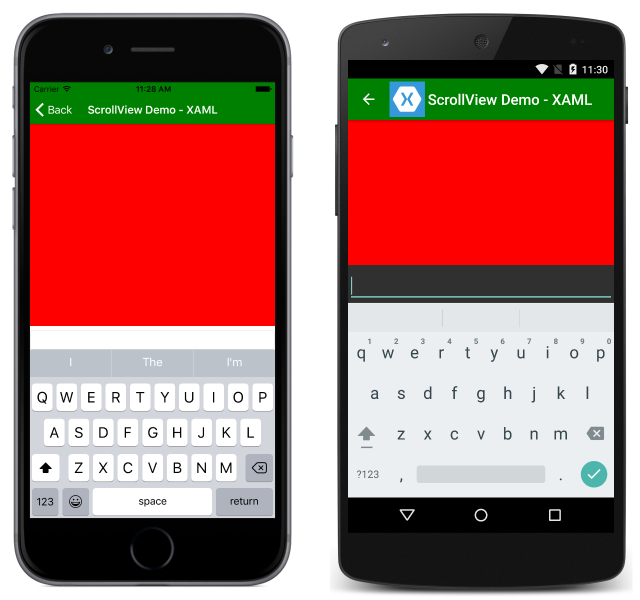 Carrier 11:28 AM
Back ScrollView Demo - XAML
I The I'm
Q W E R T Y U I O P
A S D F G H J K L
Z X C V B N M
123 space return
11:30
ScrollView Demo - XAML
1 2 3 4 5 6 7 8 9 0
q w e r t y u i o p
a s d f g h j k l
z x c v b n m
?123 , .